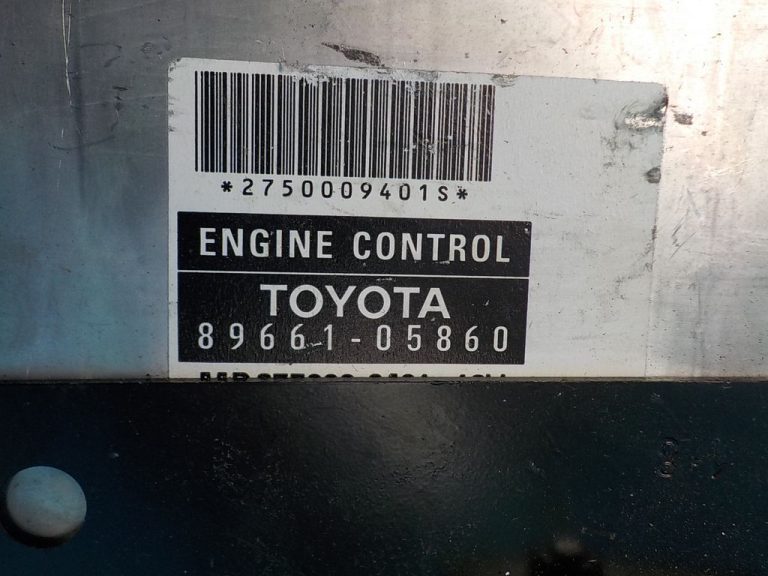 *2750009401S*
ENGINE CONTROL
TOYOTA
89661-05860